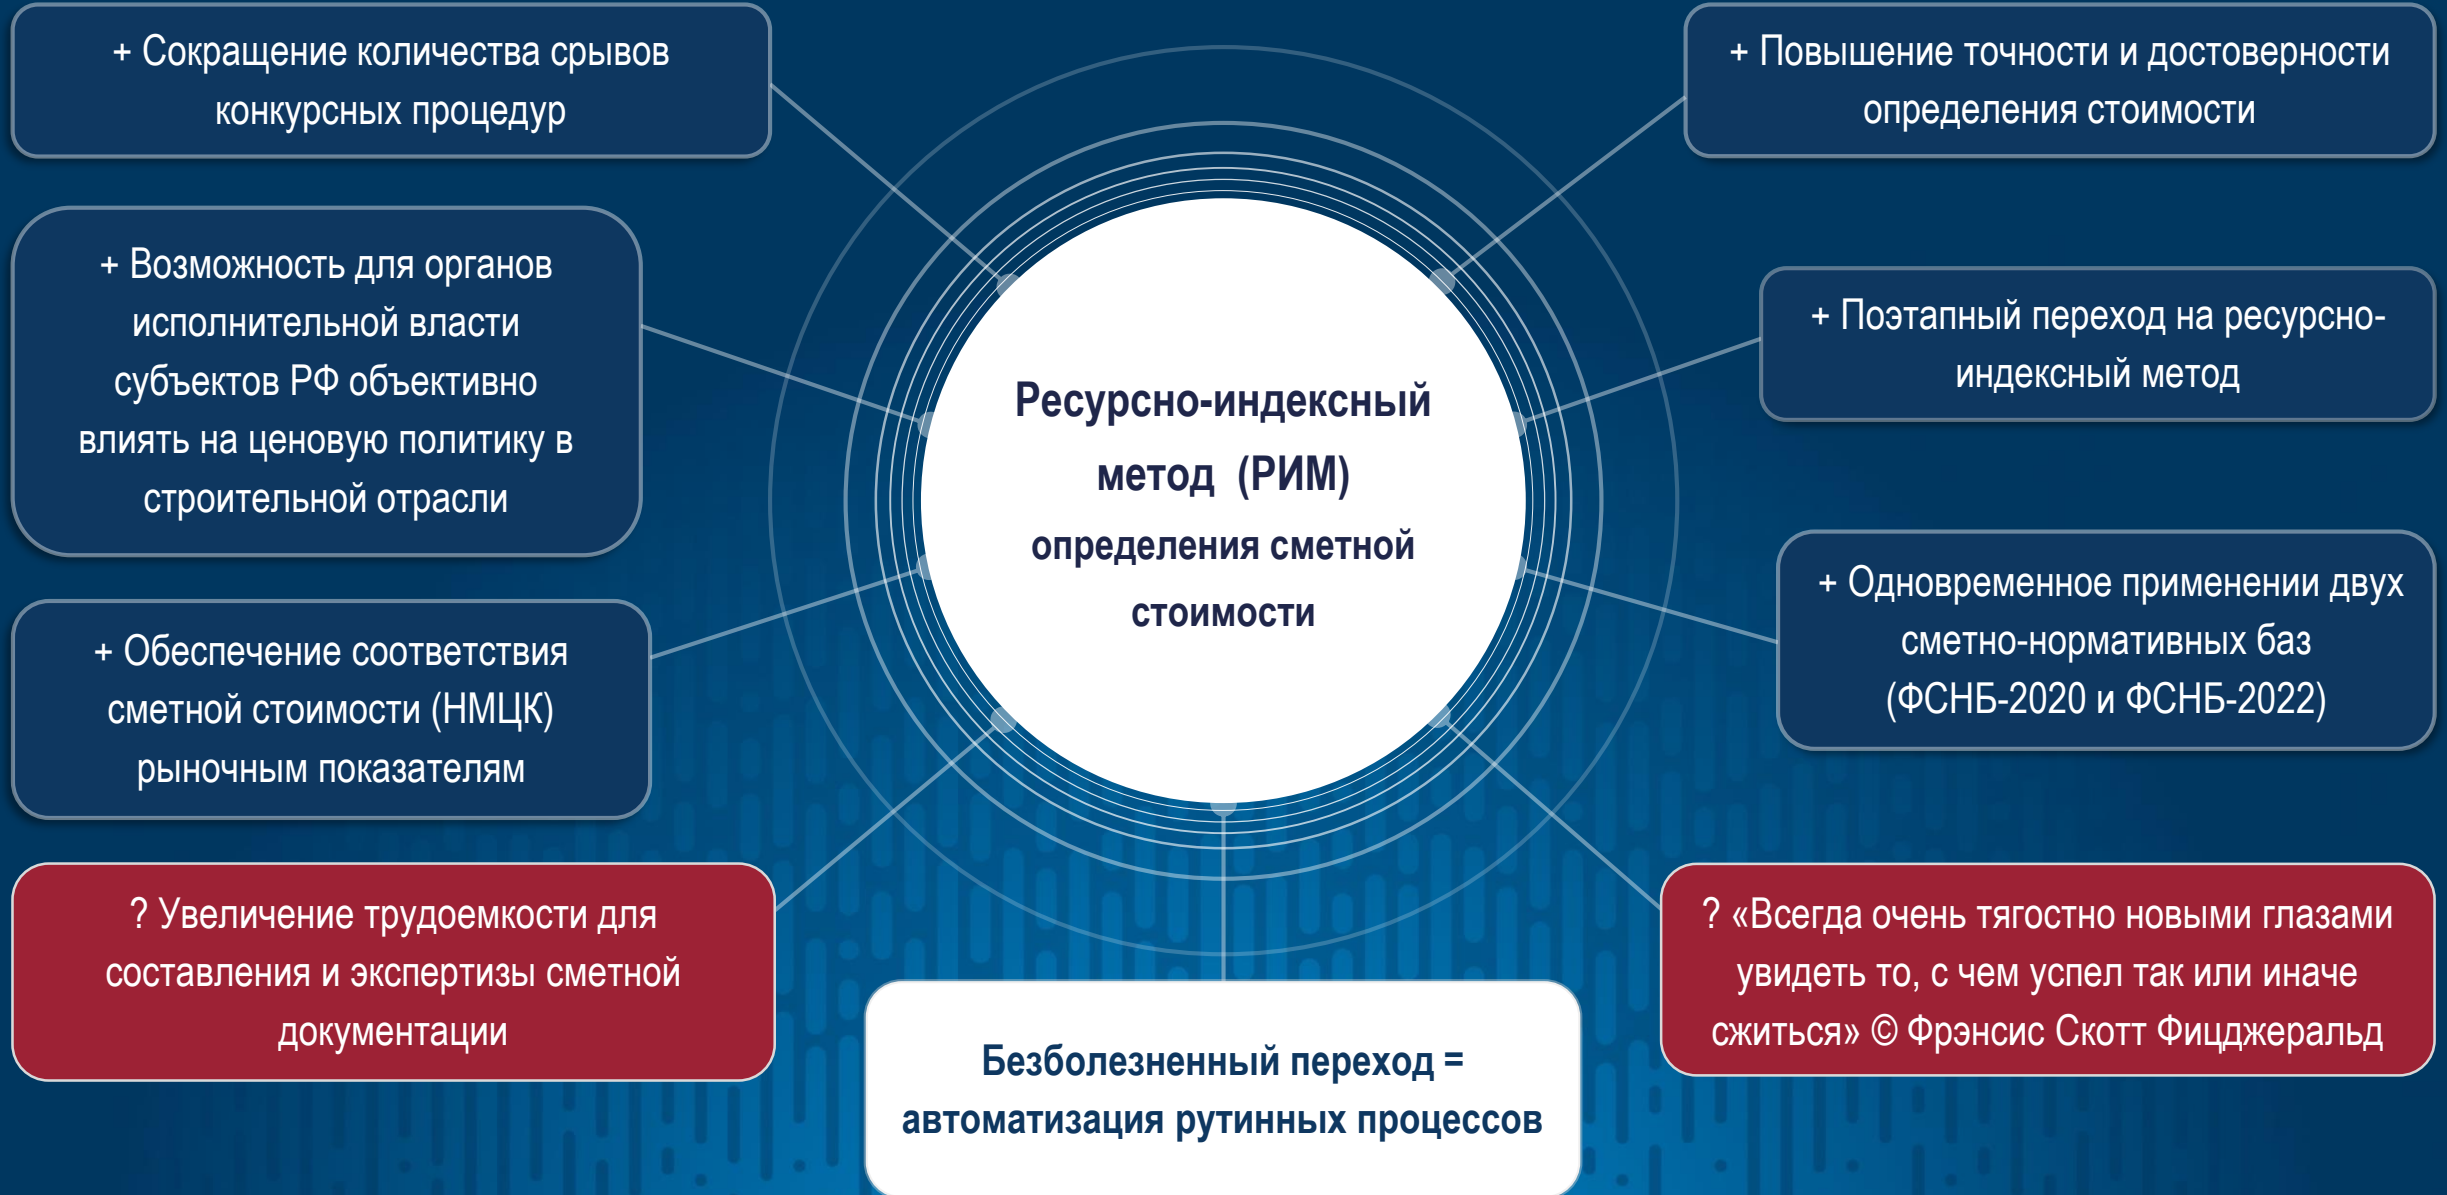 + Сокращение количества срывов
конкурсных процедур
+ Возможность для органов
исполнительной власти
субъектов РФ объективно
влиять на ценовую политику в
строительной отрасли
+ Обеспечение соответствия
сметной стоимости (НМЦК)
рыночным показателям
? Увеличение трудоемкости для
составления и экспертизы сметной
документации
Ресурсно-индексный
метод (РИМ)
определения сметной
стоимости
Безболезненный переход =
автоматизация рутинных процессов
+ Повышение точности и достоверности
определения стоимости
+ Поэтапный переход на ресурсно-
индексный метод
+ Одновременное применении двух
сметно-нормативных баз
(ФСНБ-2020 и ФСНБ-2022)
? «Всегда очень тягостно новыми глазами
увидеть то, с чем успел так или иначе
сжиться» © Фрэнсис Скотт Фицджеральд